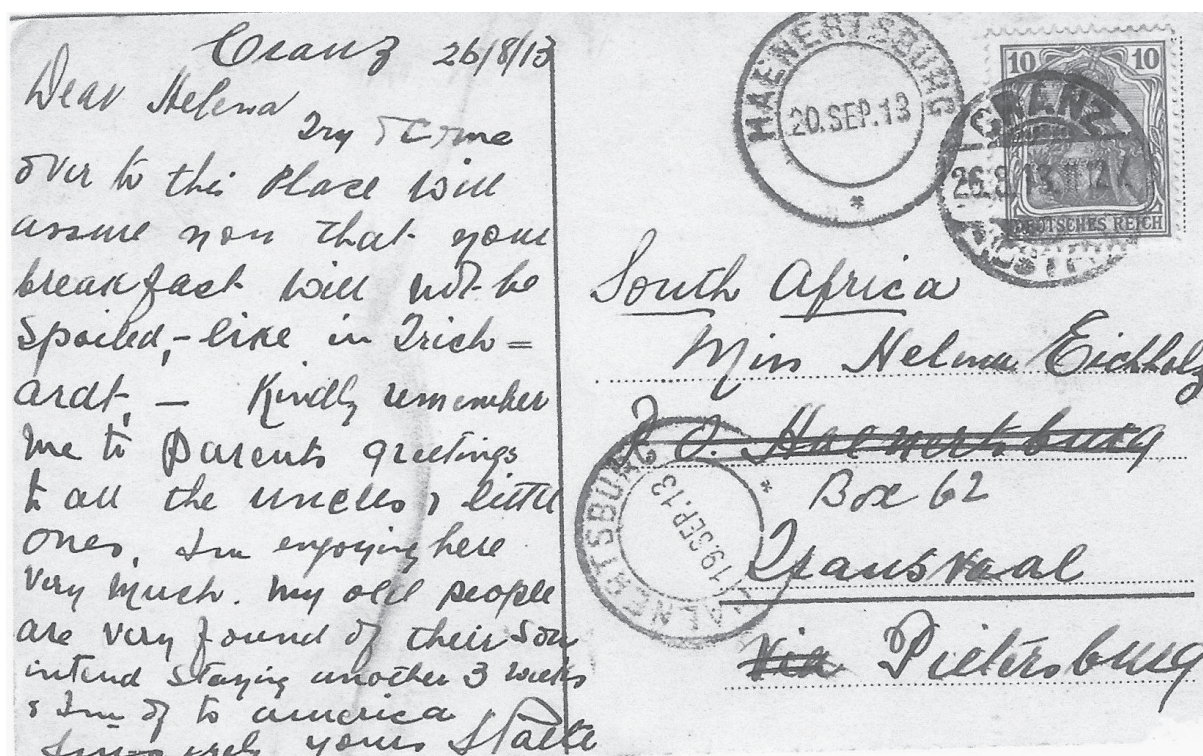 Cranz 26/8/13
Dear Helena
Try & Come
over to this Place will
assure you that your
breakfast will not be
spoiled, - like in Trich=
ardt, — Kindly remember
me to Parents greetings
to all the uncles & little
ones, I'm enjoying here
very much. My old people
are very found of their Son
intend staying another 3 weeks
& I'm of to america
yours
HAENERTSBURG
20.SEP.13
10 10
CRANZ
26.8.13
DEUTSCHES REICH
South Africa
Miss Helena Eichholz
P.O. Haenertsburg
Box 62
Transvaal
Via Pietersburg
HAENERTSBURG
19.SEP.13